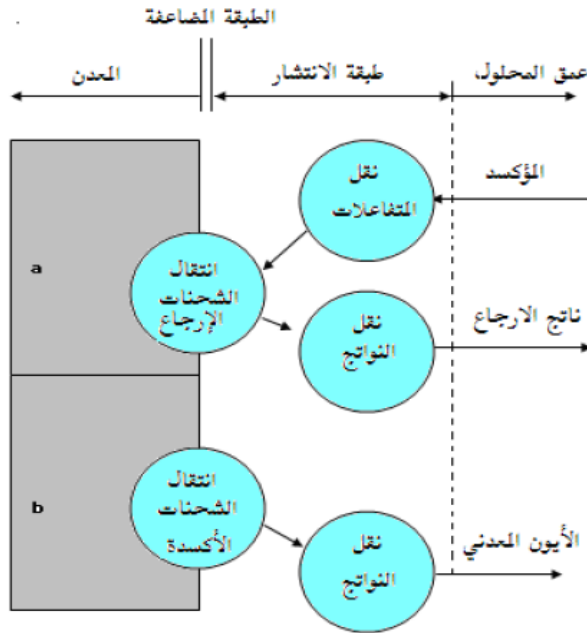 الطبقة المضاعفة
المعدن
طبقة الانتشار
عمق المحلول،
نقل
المتفاعلات
المؤكسد
a
انتقال
الشحنات
الإرجاع
نقل
النواتج
ناتج الارجاع
b
انتقال
الشحنات
الأكسدة
نقل
النواتج
الأيون المعدني